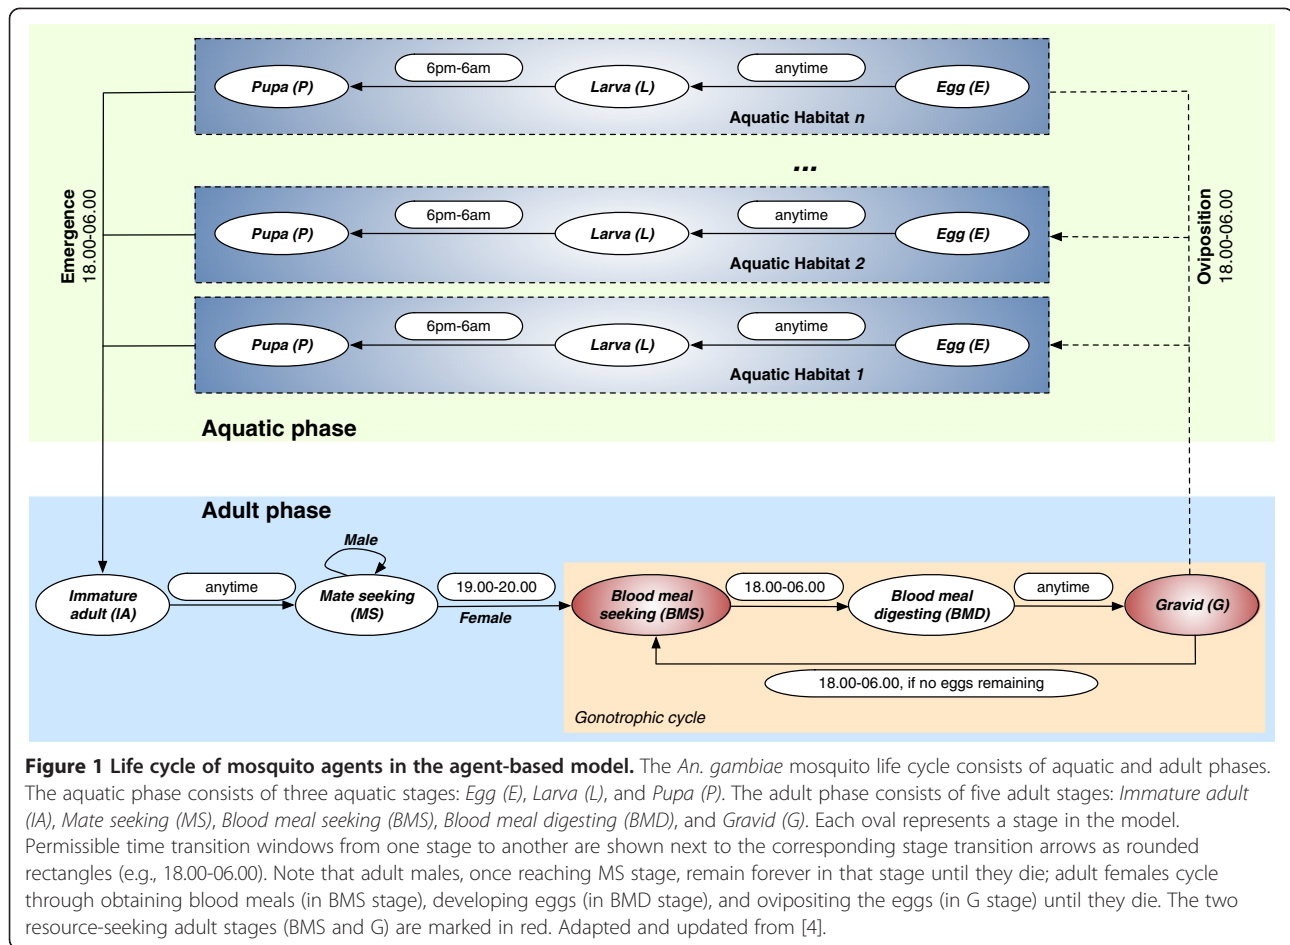 6pm-6am
anytime
Pupa (P)
Larva (L)
Egg (E)
Aquatic Habitat n
...
6pm-6am
anytime
Pupa (P)
Larva (L)
Egg (E)
Aquatic Habitat 2
6pm-6am
anytime
Pupa (P)
Larva (L)
Egg (E)
Aquatic Habitat 1
Emergence
18.00-06.00
Oviposition
18.00-06.00
Aquatic phase
Adult phase
Male
Immature
adult (IA)
anytime
Mate seeking
(MS)
19.00-20.00
Female
Blood meal
seeking (BMS)
18.00-06.00
Blood meal
digesting (BMD)
anytime
Gravid (G)
18.00-06.00, if no eggs remaining
Gonotrophic cycle
Figure 1 Life cycle of mosquito agents in the agent-based model. The An. gambiae mosquito life cycle consists of aquatic and adult phases.
The aquatic phase consists of three aquatic stages: Egg (E), Larva (L), and Pupa (P). The adult phase consists of five adult stages: Immature adult
(IA), Mate seeking (MS), Blood meal seeking (BMS), Blood meal digesting (BMD), and Gravid (G). Each oval represents a stage in the model.
Permissible time transition windows from one stage to another are shown next to the corresponding stage transition arrows as rounded
rectangles (e.g., 18.00-06.00). Note that adult males, once reaching MS stage, remain forever in that stage until they die; adult females cycle
through obtaining blood meals (in BMS stage), developing eggs (in BMD stage), and ovipositing the eggs (in G stage) until they die. The two
resource-seeking adult stages (BMS and G) are marked in red. Adapted and updated from [4].